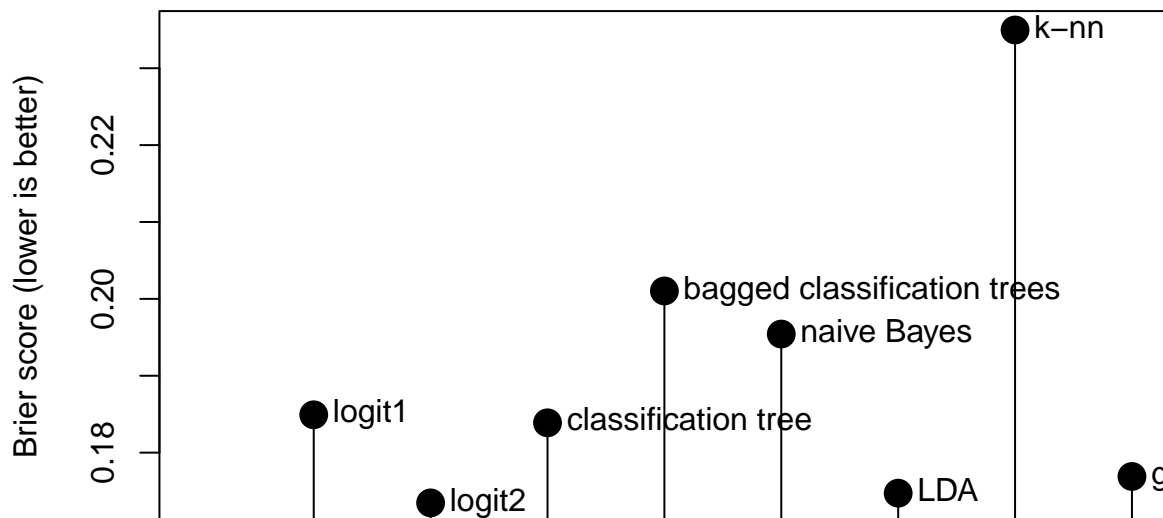 Brier score (lower is better)
0.22
0.20
0.18
k−nn
bagged classification trees
naive Bayes
logit1
classification tree
logit2
LDA
g